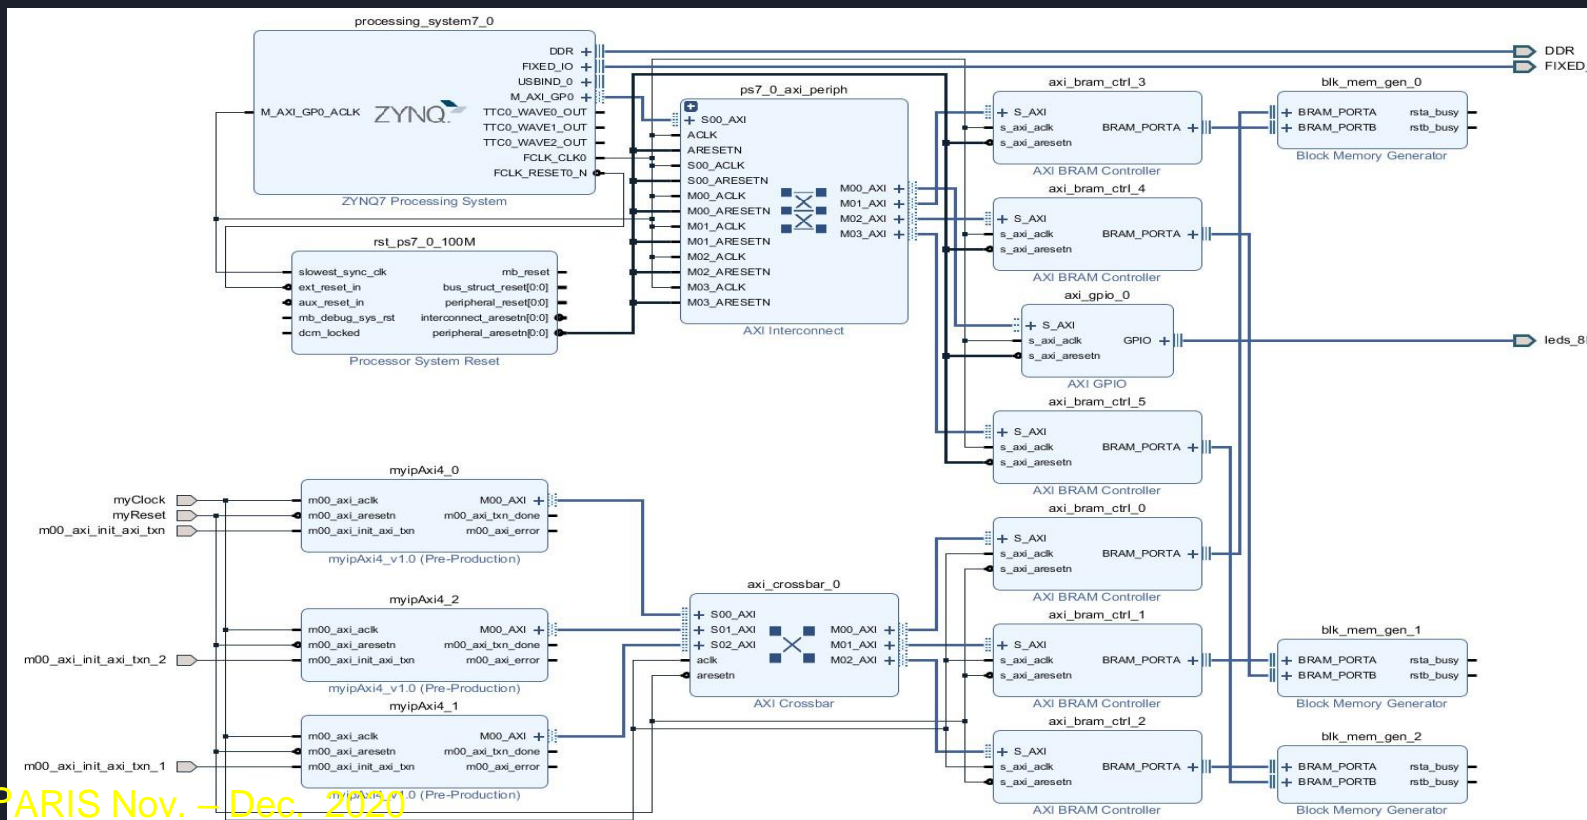 processing_system7_0
DDR
FIXED_IO
USBIND_0
M_AXI_GP0
M_AXI_GP0_ACLK
ZYNQ
TTC0_WAVE0_OUT
TTC0_WAVE1_OUT
TTC0_WAVE2_OUT
FCLK_CLK0
FCLK_RESET0_N
ZYNQ7 Processing System
rst_ps7_0_100M
slowest_sync_clk
ext_reset_in
aux_reset_in
mb_debug_sys_rst
dcm_locked
mb_reset
bus_struct_reset[0:0]
peripheral_reset[0:0]
interconnect_aresetn[0:0]
peripheral_aresetn[0:0]
Processor System Reset
ps7_0_axi_periph
S00_AXI
ACLK
ARESETN
S00_ACLK
S00_ARESETN
M00_ACLK
M00_ARESETN
M01_ACLK
M01_ARESETN
M02_ACLK
M02_ARESETN
M03_ACLK
M03_ARESETN
M00_AXI
M01_AXI
M02_AXI
M03_AXI
AXI Interconnect
axi_bram_ctrl_3
S_AXI
s_axi_aclk
s_axi_aresetn
BRAM_PORTA
AXI BRAM Controller
axi_bram_ctrl_4
S_AXI
s_axi_aclk
s_axi_aresetn
BRAM_PORTA
AXI BRAM Controller
axi_gpio_0
S_AXI
s_axi_aclk
s_axi_aresetn
GPIO
AXI GPIO
axi_bram_ctrl_5
S_AXI
s_axi_aclk
s_axi_aresetn
BRAM_PORTA
AXI BRAM Controller
blk_mem_gen_0
BRAM_PORTA
BRAM_PORTB
rsta_busy
rstb_busy
Block Memory Generator
DDR
FIXED_
leds_8
myClock
myReset
m00_axi_init_axi_txn
m00_axi_init_axi_txn_2
m00_axi_init_axi_txn_1
myipAxi4_0
m00_axi_aclk
m00_axi_aresetn
m00_axi_init_axi_txn
M00_AXI
m00_axi_txn_done
m00_axi_error
myipAxi4_v1.0 (Pre-Production)
myipAxi4_2
m00_axi_aclk
m00_axi_aresetn
m00_axi_init_axi_txn
M00_AXI
m00_axi_txn_done
m00_axi_error
myipAxi4_v1.0 (Pre-Production)
myipAxi4_1
m00_axi_aclk
m00_axi_aresetn
m00_axi_init_axi_txn
M00_AXI
m00_axi_txn_done
m00_axi_error
myipAxi4_v1.0 (Pre-Production)
axi_crossbar_0
S00_AXI
S01_AXI
S02_AXI
aclk
aresetn
M00_AXI
M01_AXI
M02_AXI
AXI Crossbar
axi_bram_ctrl_0
S_AXI
s_axi_aclk
s_axi_aresetn
BRAM_PORTA
AXI BRAM Controller
axi_bram_ctrl_1
S_AXI
s_axi_aclk
s_axi_aresetn
BRAM_PORTA
AXI BRAM Controller
axi_bram_ctrl_2
S_AXI
s_axi_aclk
s_axi_aresetn
BRAM_PORTA
AXI BRAM Controller
blk_mem_gen_1
BRAM_PORTA
BRAM_PORTB
rsta_busy
rstb_busy
Block Memory Generator
blk_mem_gen_2
BRAM_PORTA
BRAM_PORTB
rsta_busy
rstb_busy
Block Memory Generator
PARIS Nov. – Dec. 2020